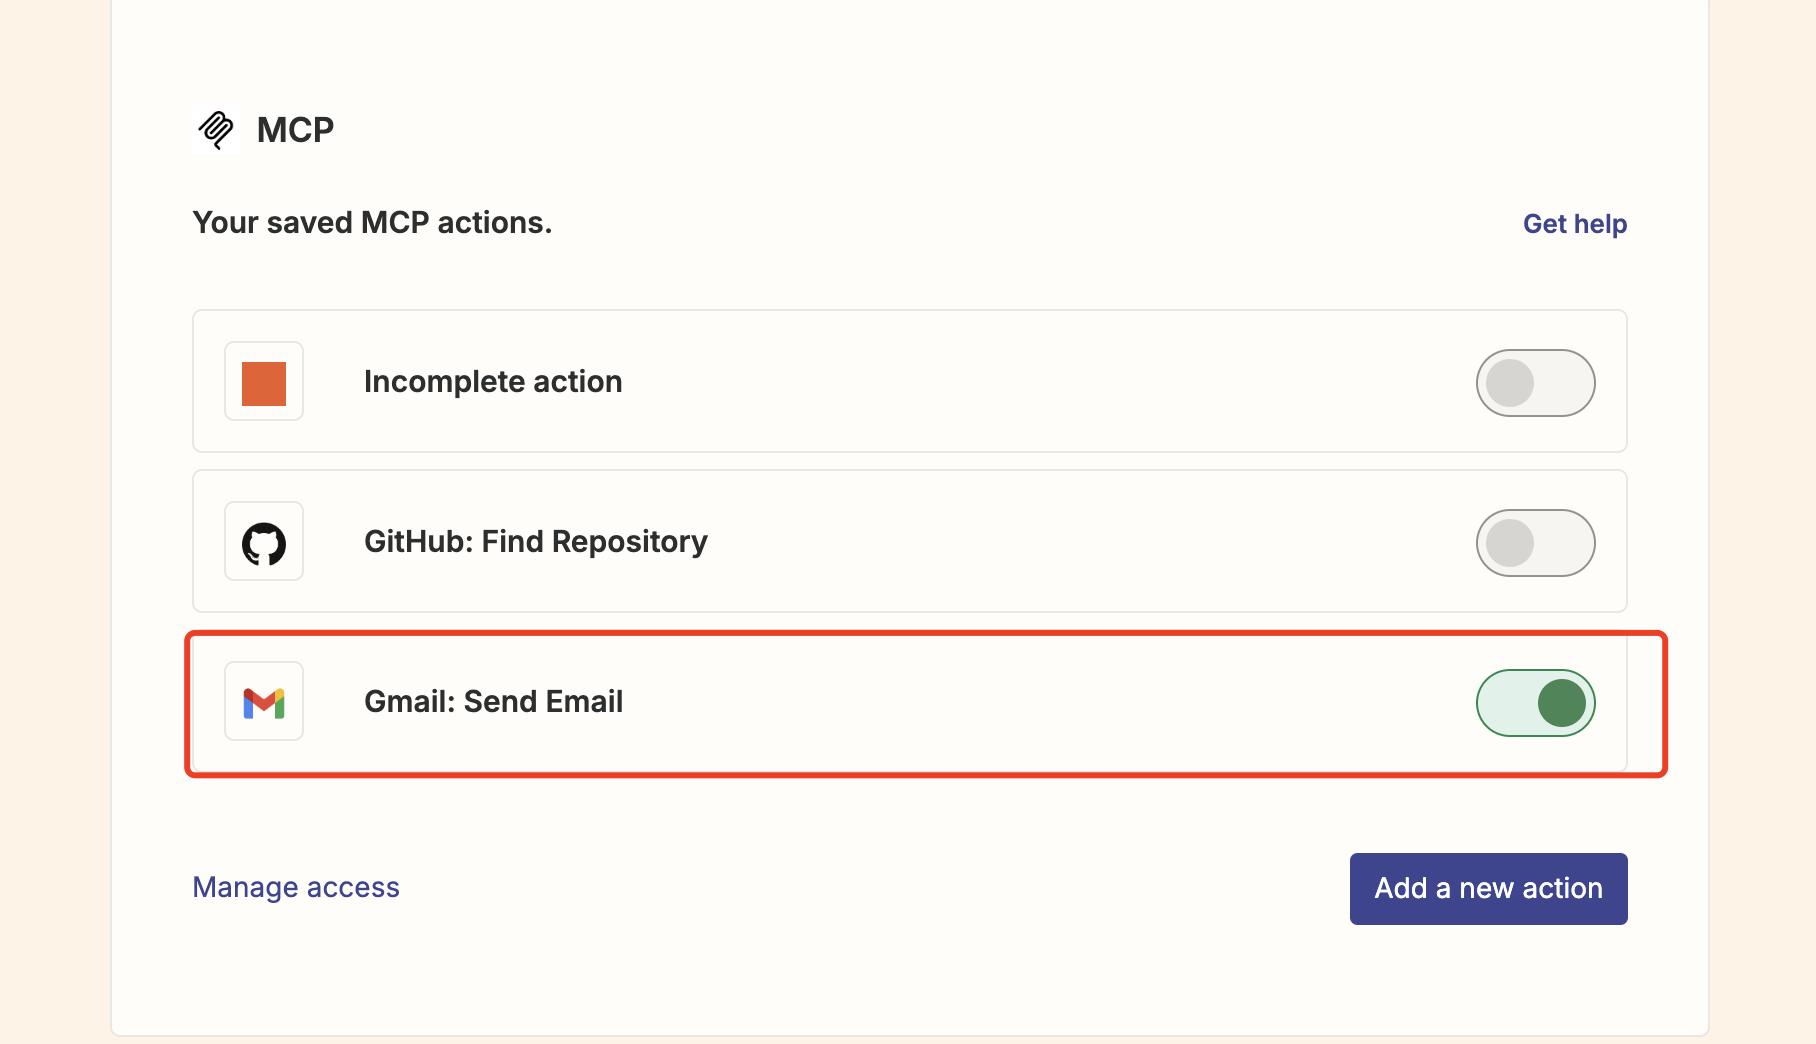 MCP
Your saved MCP actions.
Get help
Incomplete action
GitHub: Find Repository
Gmail: Send Email
Manage access
Add a new action